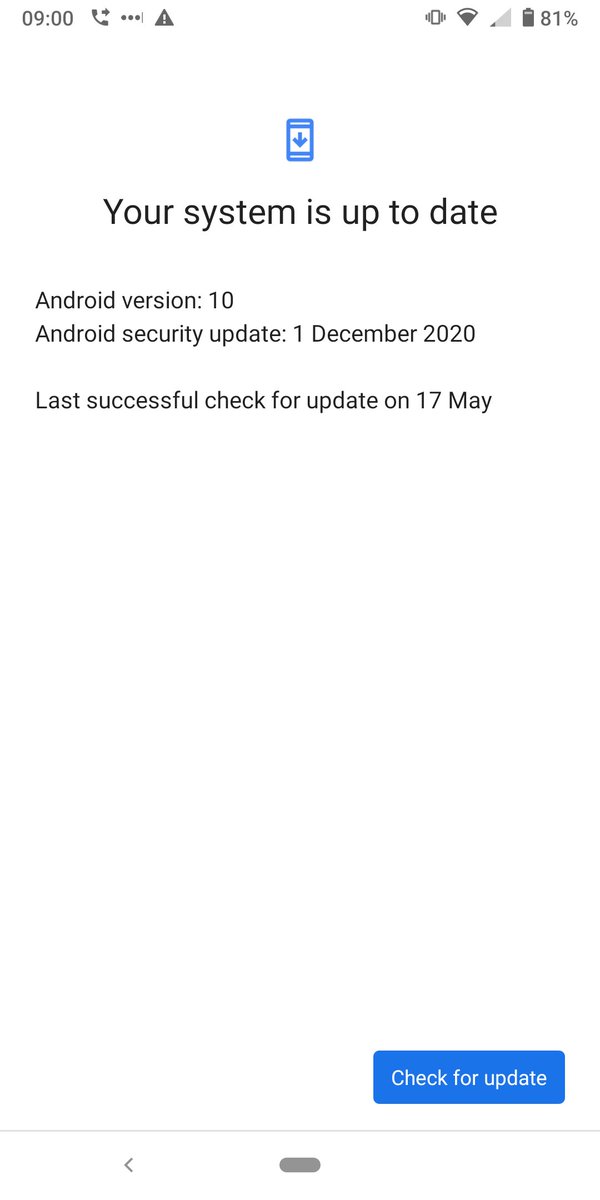 09:00
81%
Your system is up to date
Android version: 10
Android security update: 1 December 2020
Last successful check for update on 17 May
Check for update